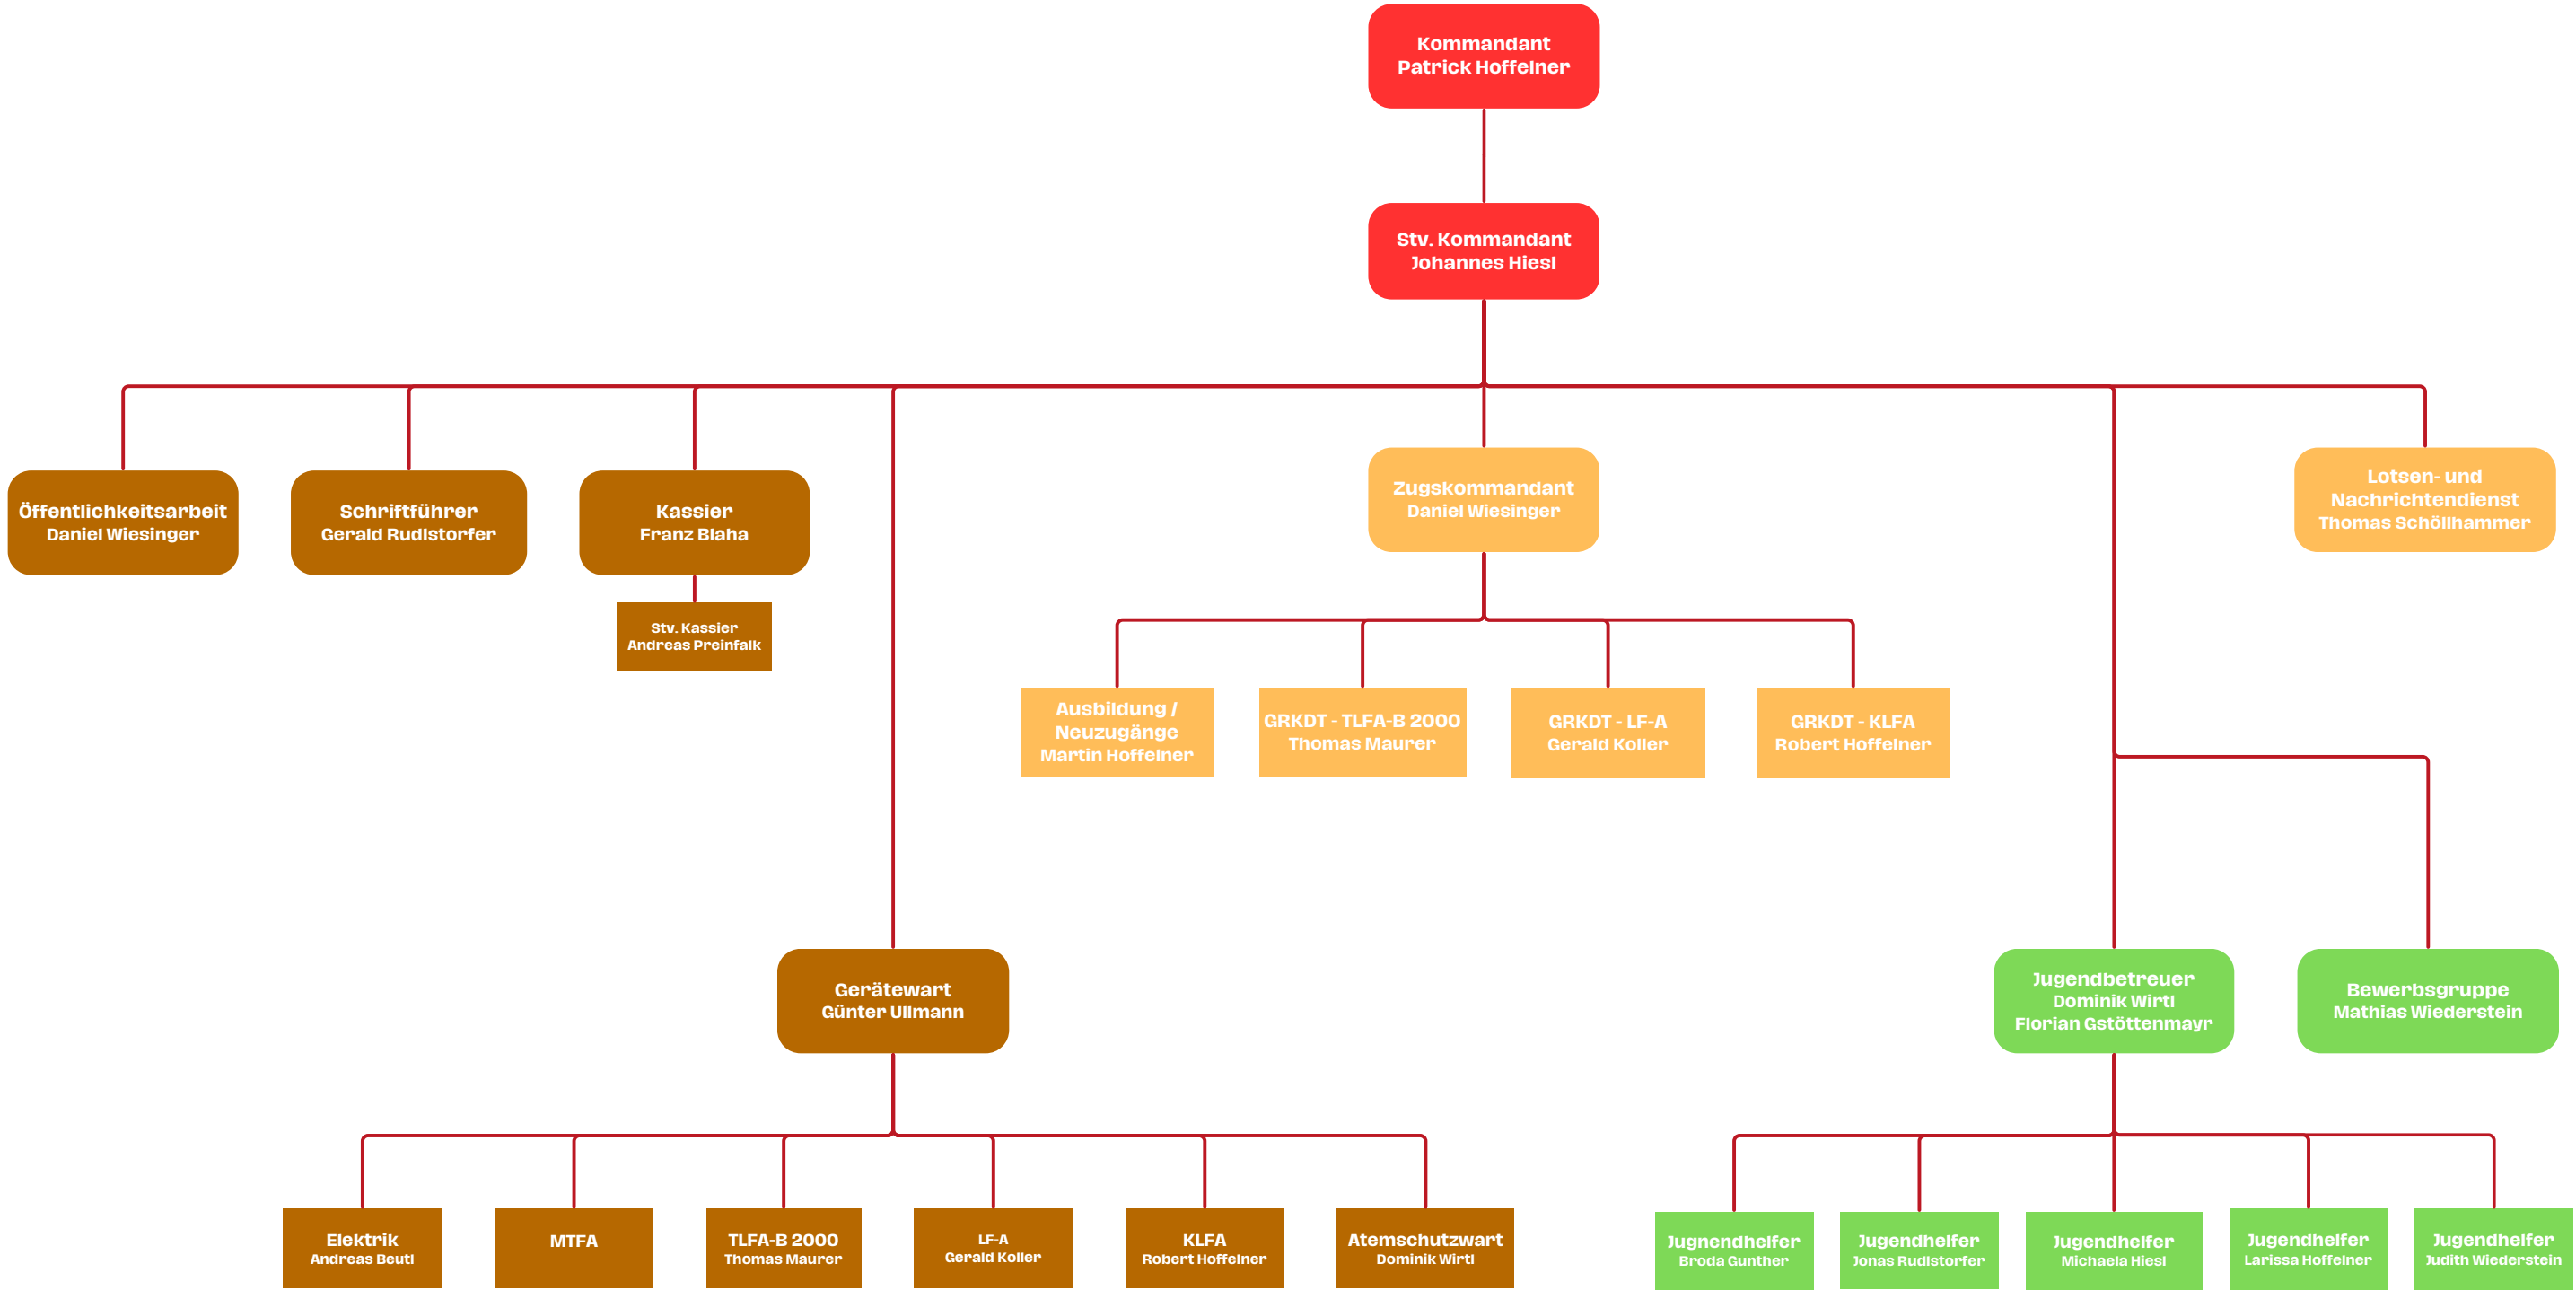 Kommandant
Patrick Hoffelner
Stv. Kommandant
Johannes Hiesl
Öffentlichkeitsarbeit
Daniel Wiesinger
Schriftführer
Gerald Rudlstorfer
Kassier
Franz Blaha
Stv. Kassier
Andreas Preinfalk
Zugskommandant
Daniel Wiesinger
Lotsen- und
Nachrichtendienst
Thomas Schöllhammer
Ausbildung /
Neuzugänge
Martin Hoffelner
GRKDT - TLFA-B 2000
Thomas Maurer
GRKDT - LF-A
Gerald Koller
GRKDT - KLFA
Robert Hoffelner
Gerätewart
Günter Ullmann
Jugendbetreuer
Dominik Wirtl
Florian Gstöttenmayr
Bewerbsgruppe
Mathias Wiederstein
Elektrik
Andreas Beutl
MTFA
TLFA-B 2000
Thomas Maurer
LF-A
Gerald Koller
KLFA
Robert Hoffelner
Atemschutzwart
Dominik Wirtl
Jugnendhelfer
Broda Gunther
Jugendhelfer
Jonas Rudlstorfer
Jugendhelfer
Michaela Hiesl
Jugendhelfer
Larissa Hoffelner
Jugendhelfer
Judith Wiederstein